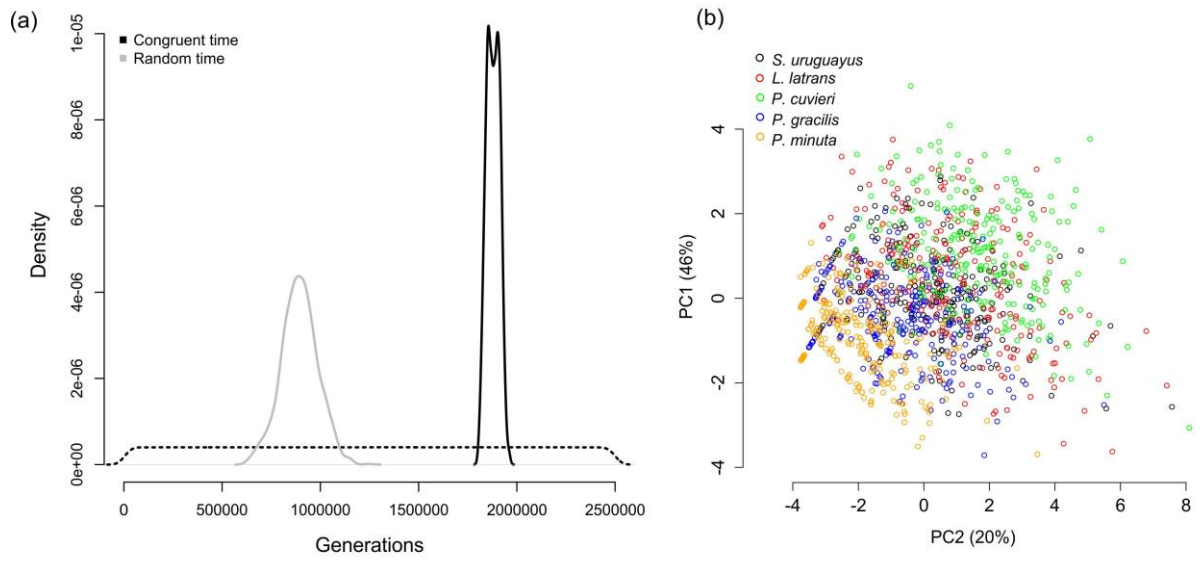 (a)
Congruent time
Random time
Density
1e-05
8e-06
6e-06
4e-06
2e-06
0e+00
0 500000 1000000 1500000 2000000 2500000
Generations
(b)
S. uruguayus
L. latrans
P. cuvieri
P. gracilis
P. minuta
PC1 (46%)
4
2
0
-2
-4
-4 -2 0 2 4 6 8
PC2 (20%)